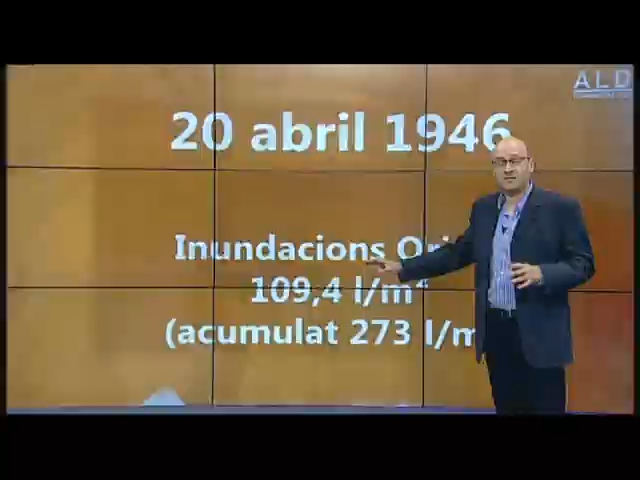 ALD
20 abril 1946
Inundacions
109,4 l/m²
(acumulat 273 l/m